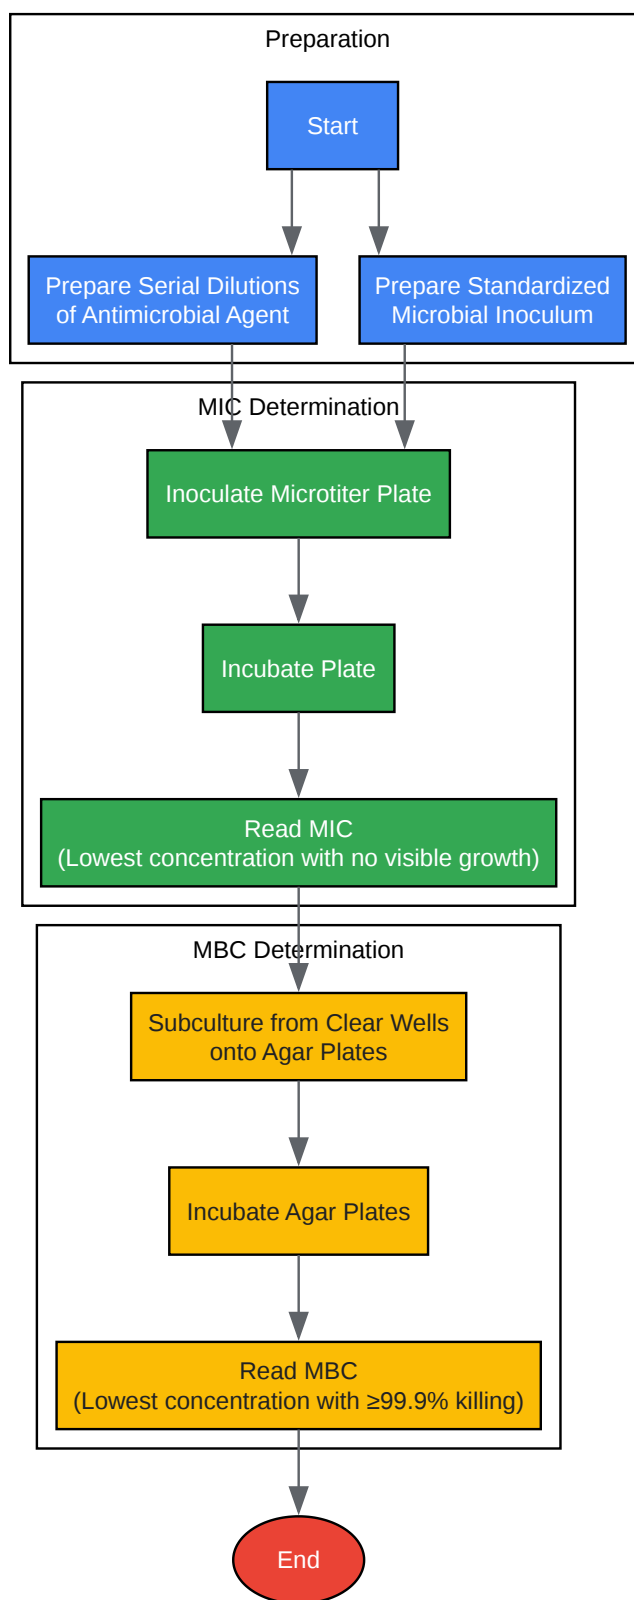 Preparation
Start
Prepare Serial Dilutions
of Antimicrobial Agent
Prepare Standardized
Microbial Inoculum
MIC Determination
Inoculate Microtiter Plate
Incubate Plate
Read MIC
(Lowest concentration with no visible growth)
MBC Determination
Subculture from Clear Wells
onto Agar Plates
Incubate Agar Plates
Read MBC
(Lowest concentration with ≥99.9% killing)
End